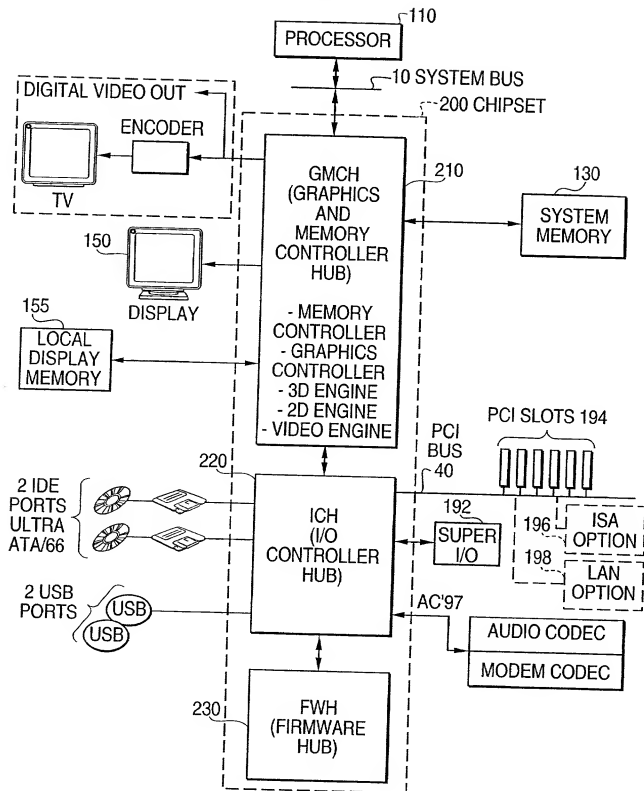 110
PROCESSOR
10 SYSTEM BUS
200 CHIPSET
DIGITAL VIDEO OUT
ENCODER
TV
GMCH
(GRAPHICS
AND
MEMORY
CONTROLLER
HUB)
- MEMORY
CONTROLLER
- GRAPHICS
CONTROLLER
- 3D ENGINE
- 2D ENGINE
- VIDEO ENGINE
210
130
SYSTEM
MEMORY
150
DISPLAY
155
LOCAL
DISPLAY
MEMORY
PCI SLOTS 194
PCI
BUS
40
220
2 IDE
PORTS
ULTRA
ATA/66
ICH
(I/O
CONTROLLER
HUB)
192
SUPER
I/O
196
ISA
OPTION
198
LAN
OPTION
2 USB
PORTS
USB
USB
AC'97
AUDIO CODEC
MODEM CODEC
230
FWH
(FIRMWARE
HUB)